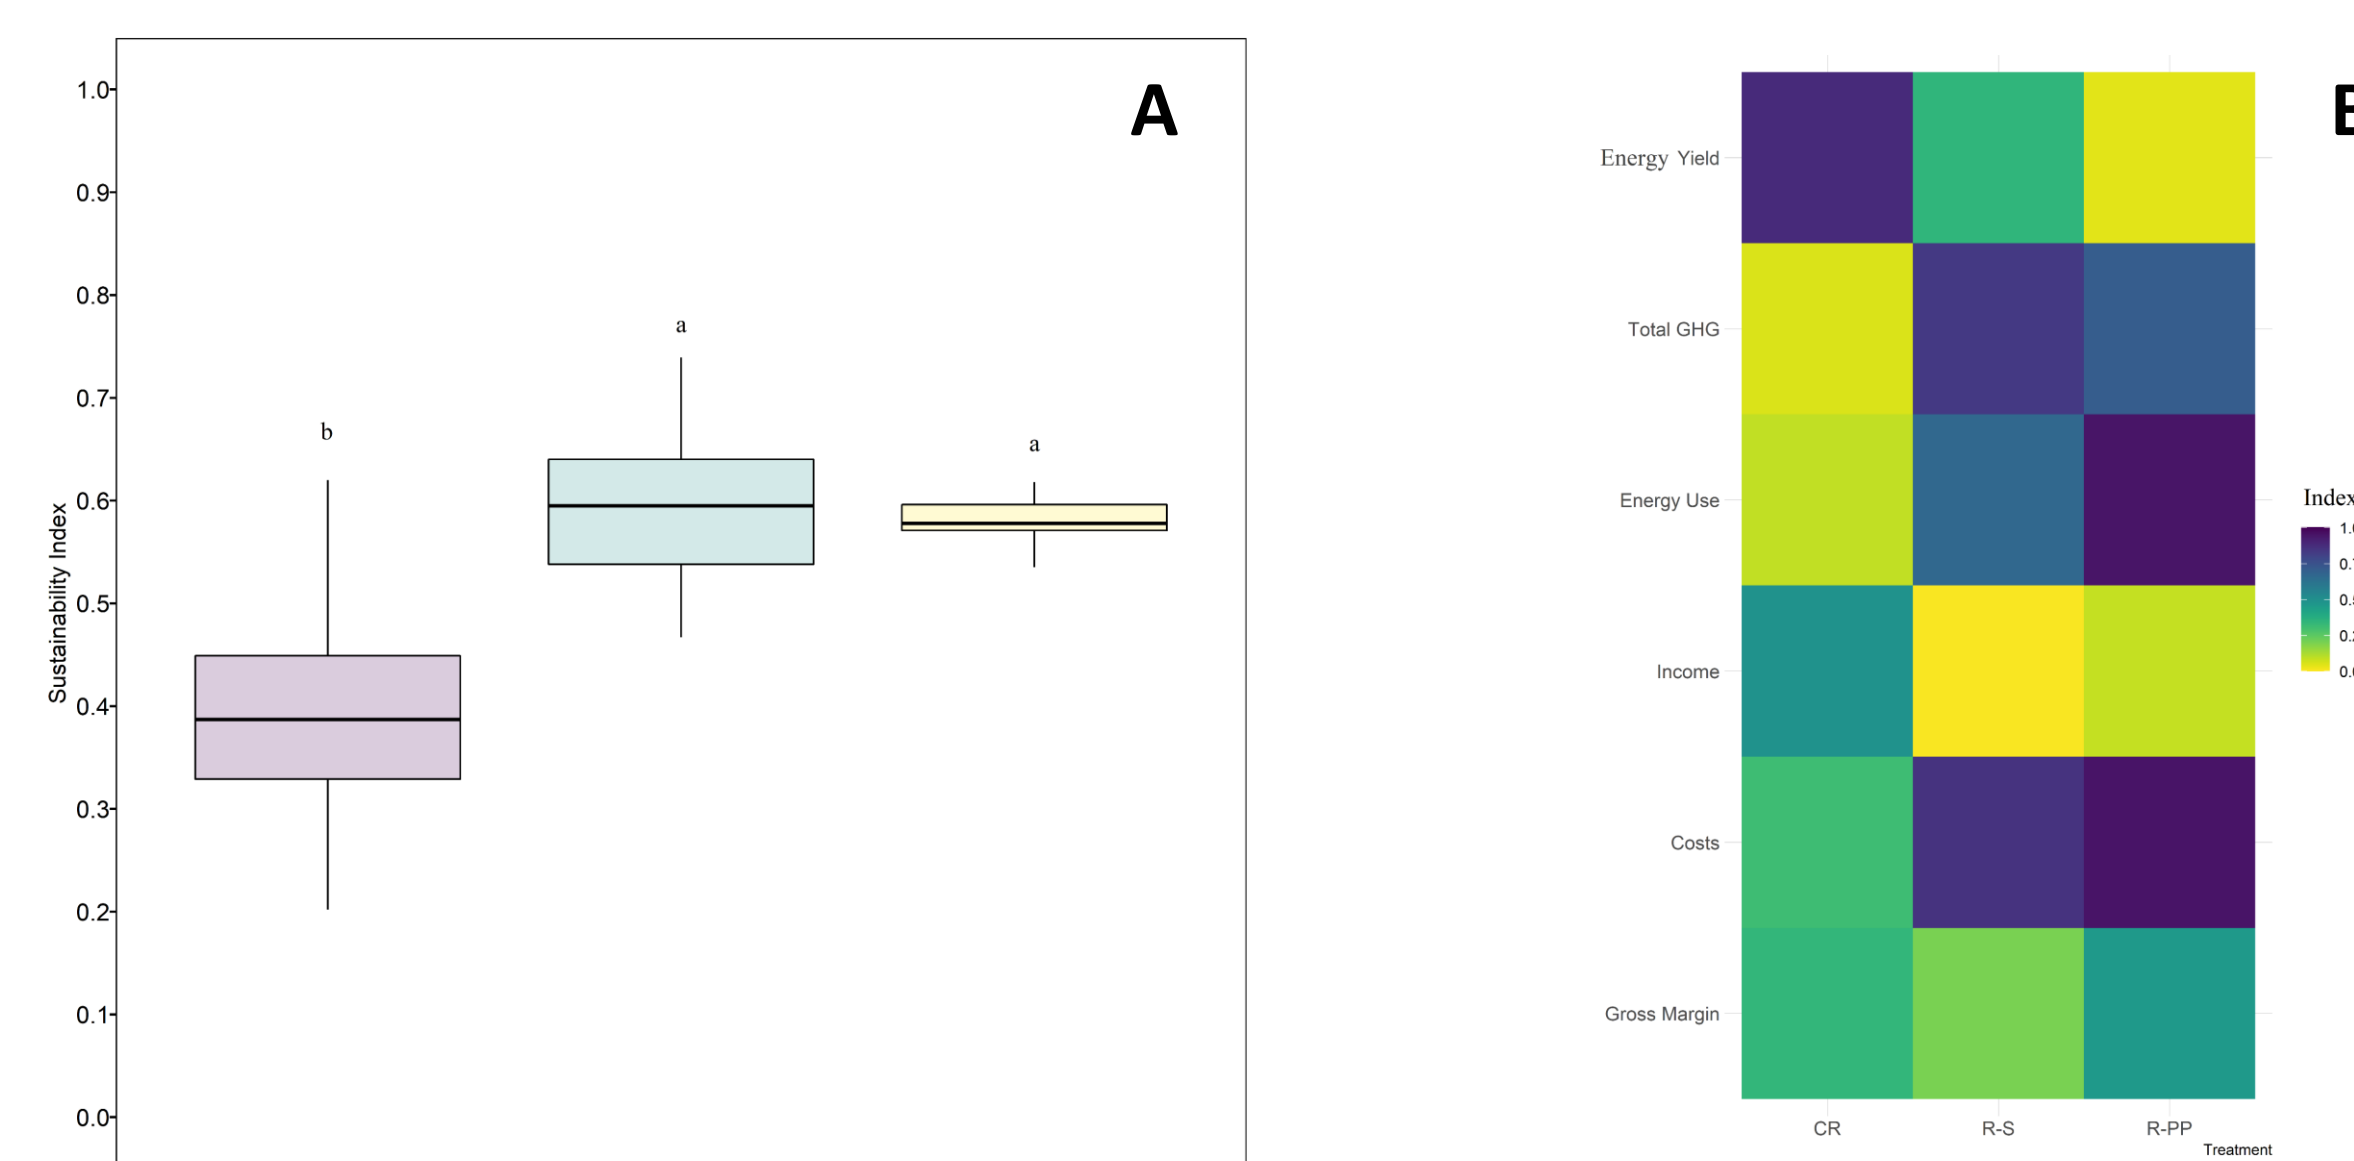 A
1.0
0.9
0.8
0.7
0.6
0.5
0.4
0.3
0.2
0.1
0.0
Sustainability Index
b
a
a
Energy Yield
Total GHG
Energy Use
Income
Costs
Gross Margin
CR
R-S
R-PP
Treatment
Index